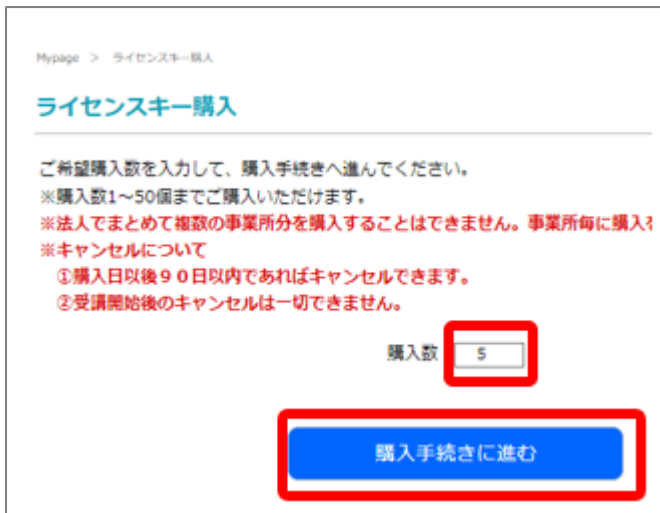 Mypage ＞ ライセンスキー購入
ライセンスキー購入
ご希望購入数を入力して、購入手続きへ進んでください。
※購入数1～50個までご購入いただけます。
※法人でまとめて複数の事業所分を購入することはできません。事業所毎に購入を
※キャンセルについて
①購入日以後９０日以内であればキャンセルできます。
②受講開始後のキャンセルは一切できません。
購入数 5
購入手続きに進む